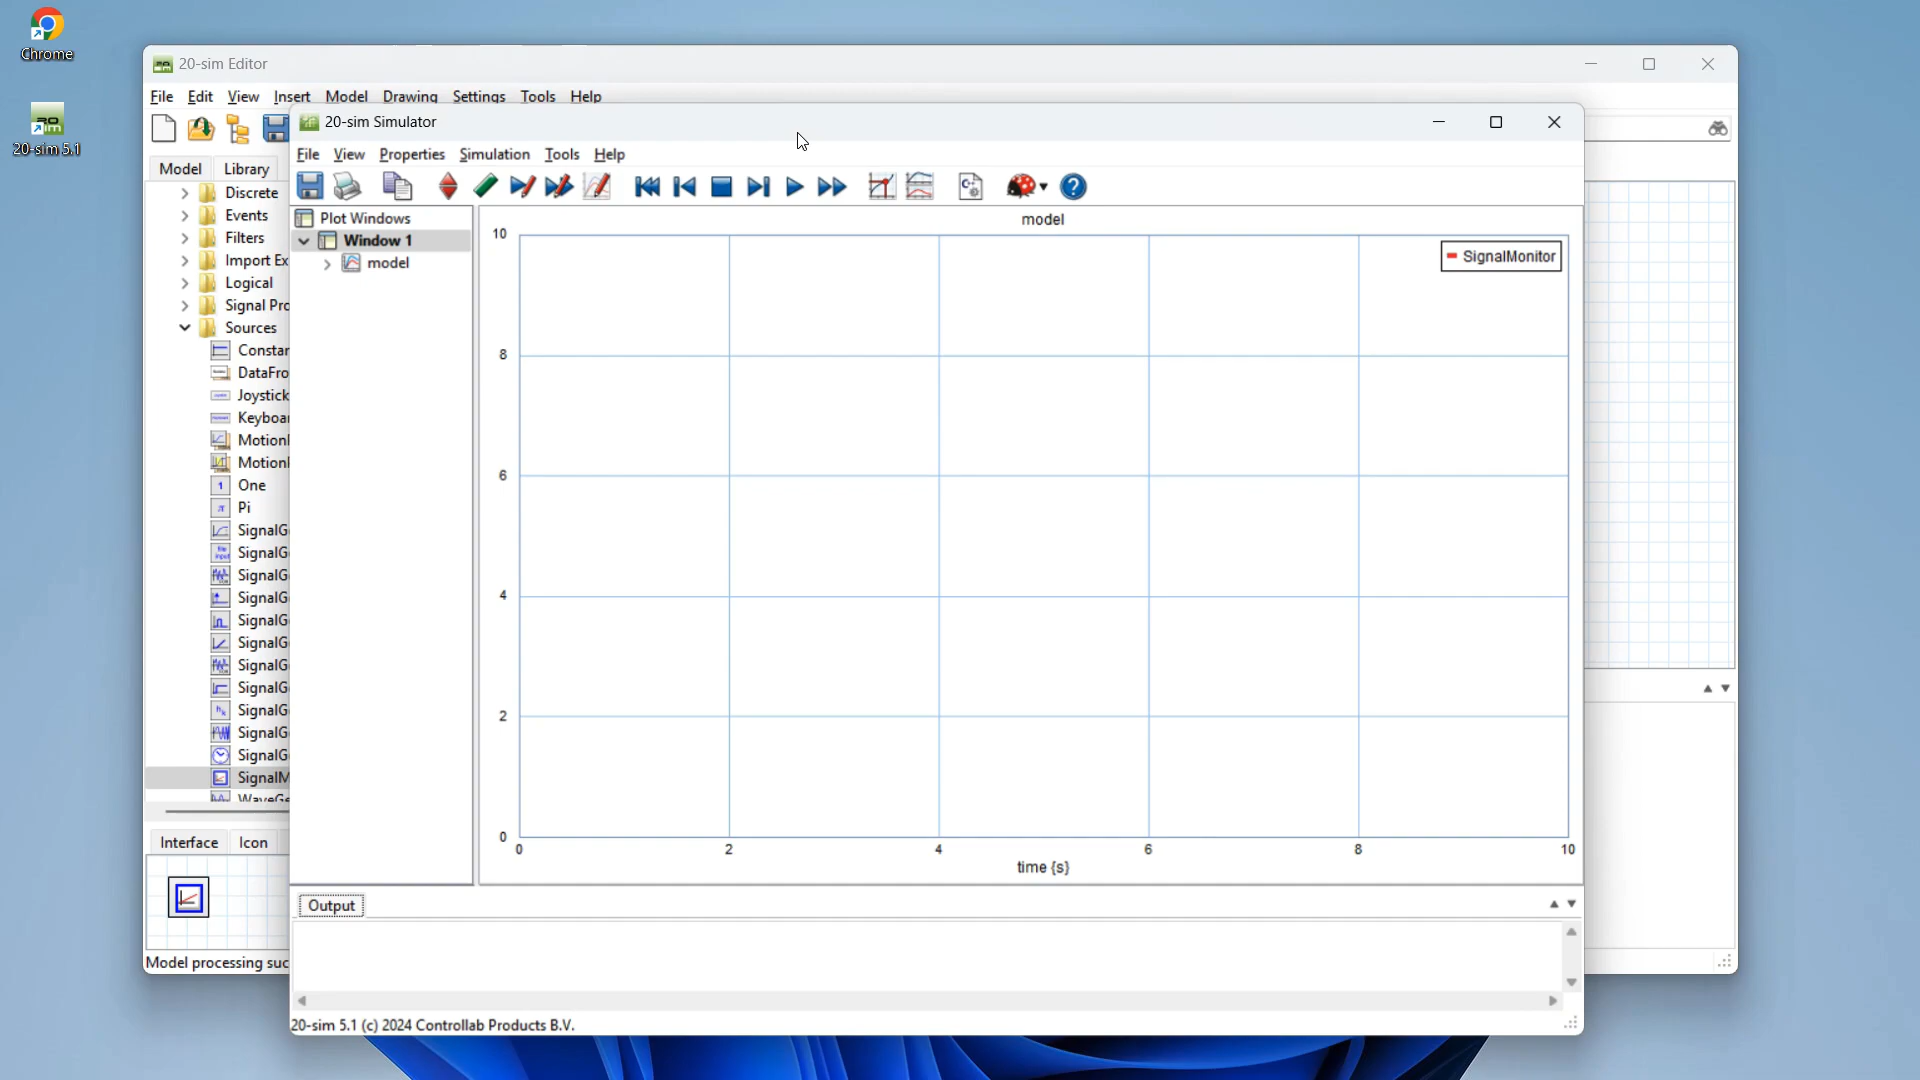 Chrome
20-sim 5.1
20-sim Editor
File Edit View Insert Model Drawing Settings Tools Help
Model Library
Discrete
Events
Filters
Import Ex
Logical
Signal Pro
Sources
Constar
DataFro
Joystick
Keyboar
Motion
Motion
One
Pi
SignalG
SignalG
SignalG
SignalG
SignalG
SignalG
SignalG
SignalG
SignalG
SignalG
SignalG
SignalM
WaveGe
Interface Icon
Model processing suc
20-sim Simulator
File View Properties Simulation Tools Help
Plot Windows
Window 1
model
model
SignalMonitor
10
8
6
4
2
0
0 2 4 6 8 10
time {s}
Output
20-sim 5.1 (c) 2024 Controllab Products B.V.